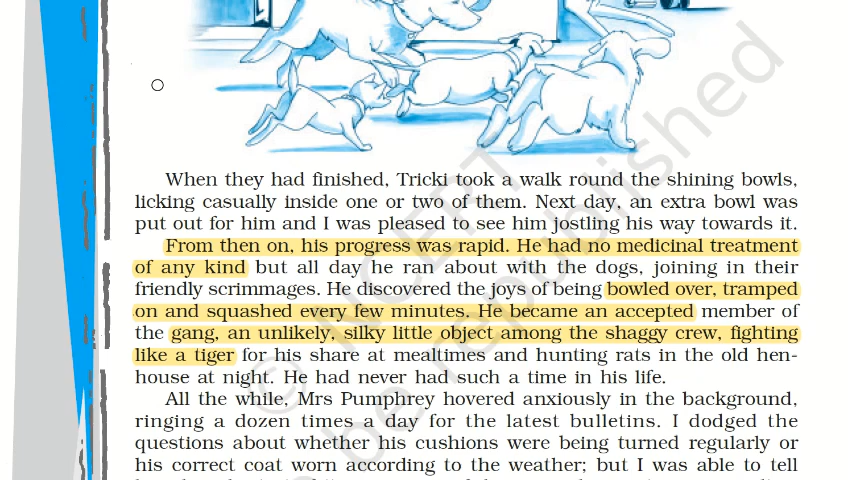 When they had finished, Tricki took a walk round the shining bowls,
licking casually inside one or two of them. Next day, an extra bowl was
put out for him and I was pleased to see him jostling his way towards it.
From then on, his progress was rapid. He had no medicinal treatment
of any kind but all day he ran about with the dogs, joining in their
friendly scrimmages. He discovered the joys of being bowled over, tramped
on and squashed every few minutes. He became an accepted member of
the gang, an unlikely, silky little object among the shaggy crew, fighting
like a tiger for his share at mealtimes and hunting rats in the old hen-
house at night. He had never had such a time in his life.
All the while, Mrs Pumphrey hovered anxiously in the background,
ringing a dozen times a day for the latest bulletins. I dodged the
questions about whether his cushions were being turned regularly or
his correct coat worn according to the weather; but I was able to tell
© NCERT
be republished